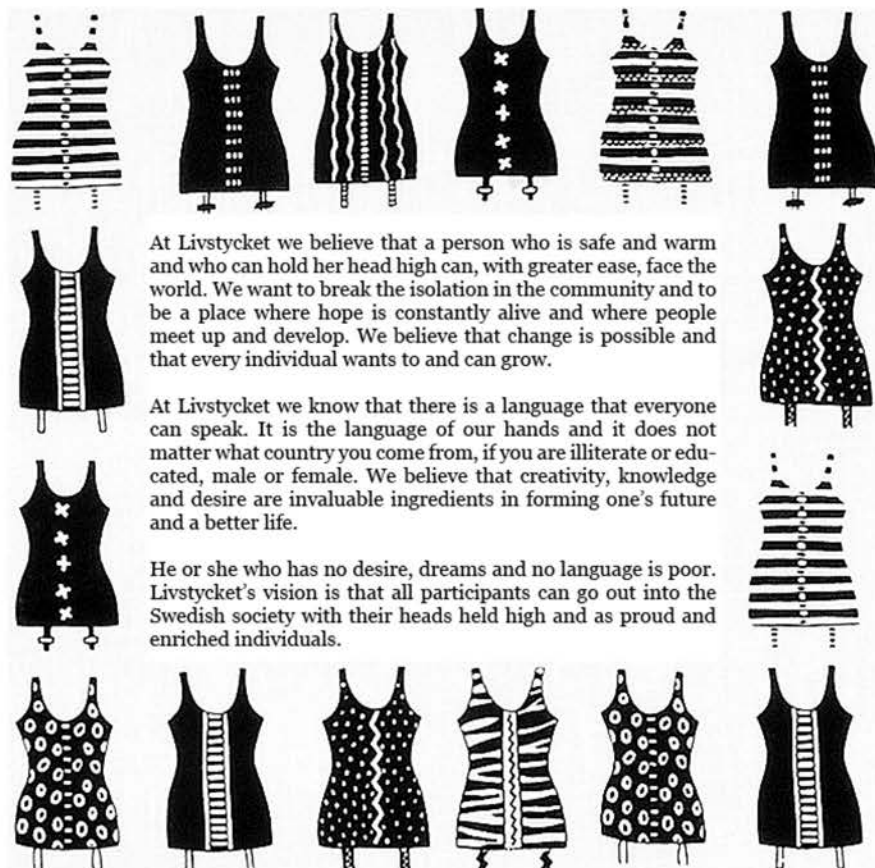 At Livstycket we believe that a person who is safe and warm
and who can hold her head high can, with greater ease, face the
world. We want to break the isolation in the community and to
be a place where hope is constantly alive and where people
meet up and develop. We believe that change is possible and
that every individual wants to and can grow.
At Livstycket we know that there is a language that everyone
can speak. It is the language of our hands and it does not
matter what country you come from, if you are illiterate or edu-
cated, male or female. We believe that creativity, knowledge
and desire are invaluable ingredients in forming one's future
and a better life.
He or she who has no desire, dreams and no language is poor.
Livstycket's vision is that all participants can go out into the
Swedish society with their heads held high and as proud and
enriched individuals.